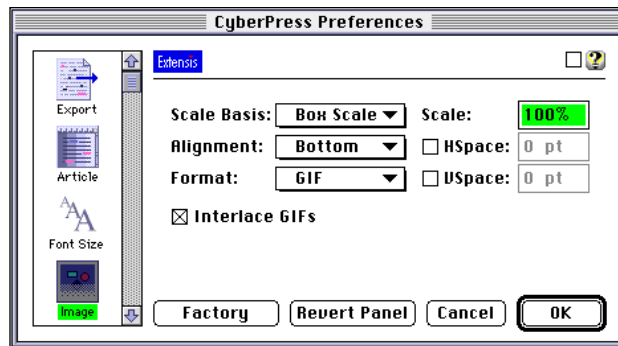 CyberPress Preferences
Extensis
Export
Article
Font Size
Image
Scale Basis: Box Scale Scale: 100%
Alignment: Bottom HSpace: 0 pt
Format: GIF VSpace: 0 pt
Interlace GIFs
Factory Revert Panel Cancel OK